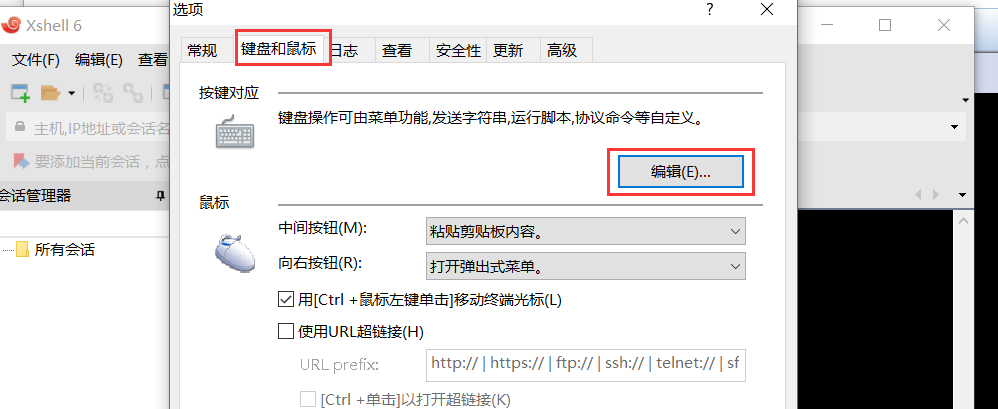 选项
?
Xshell 6
文件(F) 编辑(E) 查看
主机,IP地址或会话名
要添加当前会话，点
会话管理器
所有会话
常规 键盘和鼠标 日志 查看 安全性 更新 高级
按键对应
键盘操作可由菜单功能,发送字符串,运行脚本,协议命令等自定义。
编辑(E)...
鼠标
中间按钮(M): 粘贴剪贴板内容。
向右按钮(R): 打开弹出式菜单。
用[Ctrl +鼠标左键单击]移动终端光标(L)
使用URL超链接(H)
URL prefix: http:// | https:// | ftp:// | ssh:// | telnet:// | sf
[Ctrl +单击]以打开超链接(K)